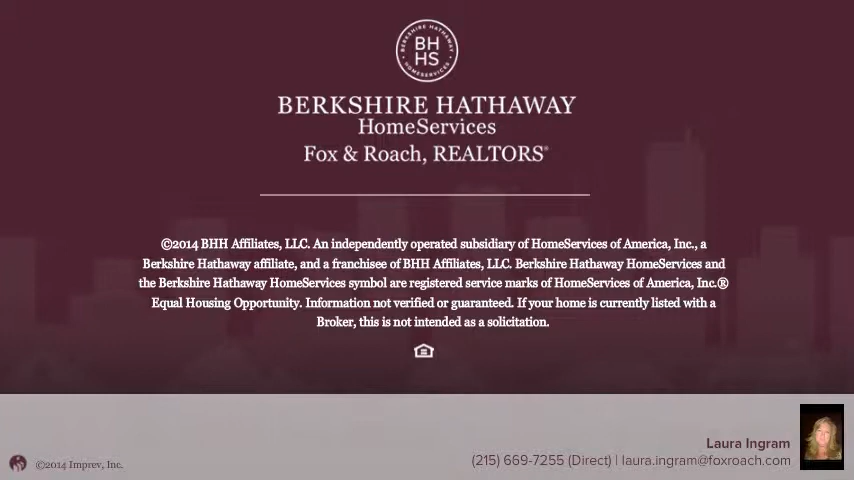 BERKSHIRE HATHAWAY HOMESERVICES
BH
HS
BERKSHIRE HATHAWAY
HomeServices
Fox & Roach, REALTORS®
©2014 BHH Affiliates, LLC. An independently operated subsidiary of HomeServices of America, Inc., a
Berkshire Hathaway affiliate, and a franchisee of BHH Affiliates, LLC. Berkshire Hathaway HomeServices and
the Berkshire Hathaway HomeServices symbol are registered service marks of HomeServices of America, Inc.®
Equal Housing Opportunity. Information not verified or guaranteed. If your home is currently listed with a
Broker, this is not intended as a solicitation.
Laura Ingram
(215) 669-7255 (Direct) | laura.ingram@foxroach.com
©2014 Imprev, Inc.